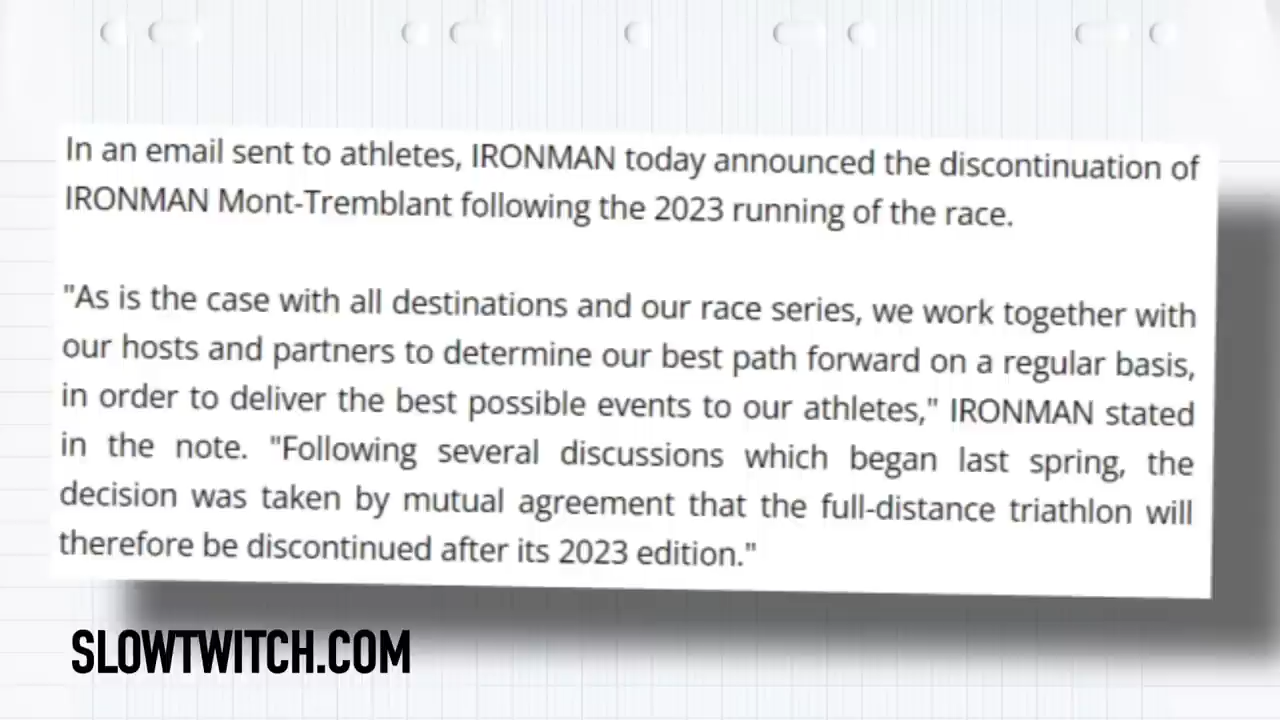 In an email sent to athletes, IRONMAN today announced the discontinuation of
IRONMAN Mont-Tremblant following the 2023 running of the race.
"As is the case with all destinations and our race series, we work together with
our hosts and partners to determine our best path forward on a regular basis,
in order to deliver the best possible events to our athletes," IRONMAN stated
in the note. "Following several discussions which began last spring, the
decision was taken by mutual agreement that the full-distance triathlon will
therefore be discontinued after its 2023 edition."
SLOWTWITCH.COM